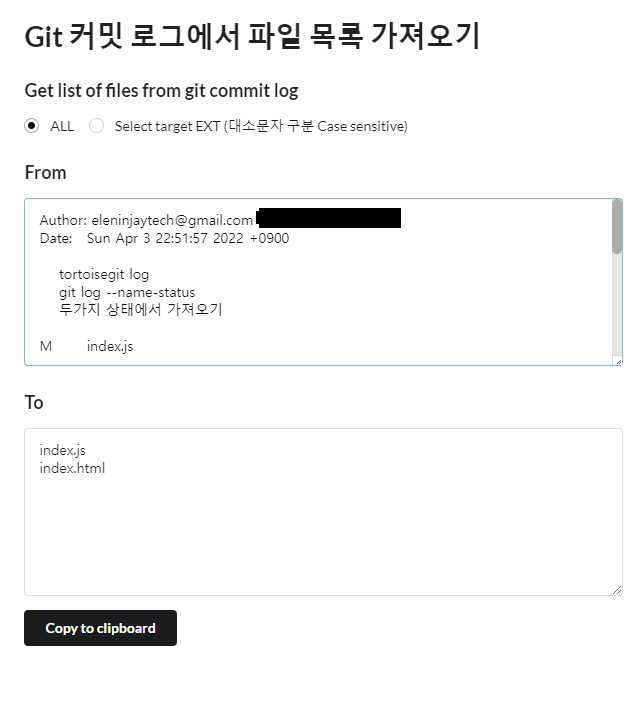 Git 커밋 로그에서 파일 목록 가져오기
Get list of files from git commit log
ALL Select target EXT (대소문자 구분 Case sensitive)
From
Author: eleninjaytech@gmail.com
Date: Sun Apr 3 22:51:57 2022 +0900
tortoisegit log
git log --name-status
두가지 상태에서 가져오기
M index.js
To
index.js
index.html
Copy to clipboard